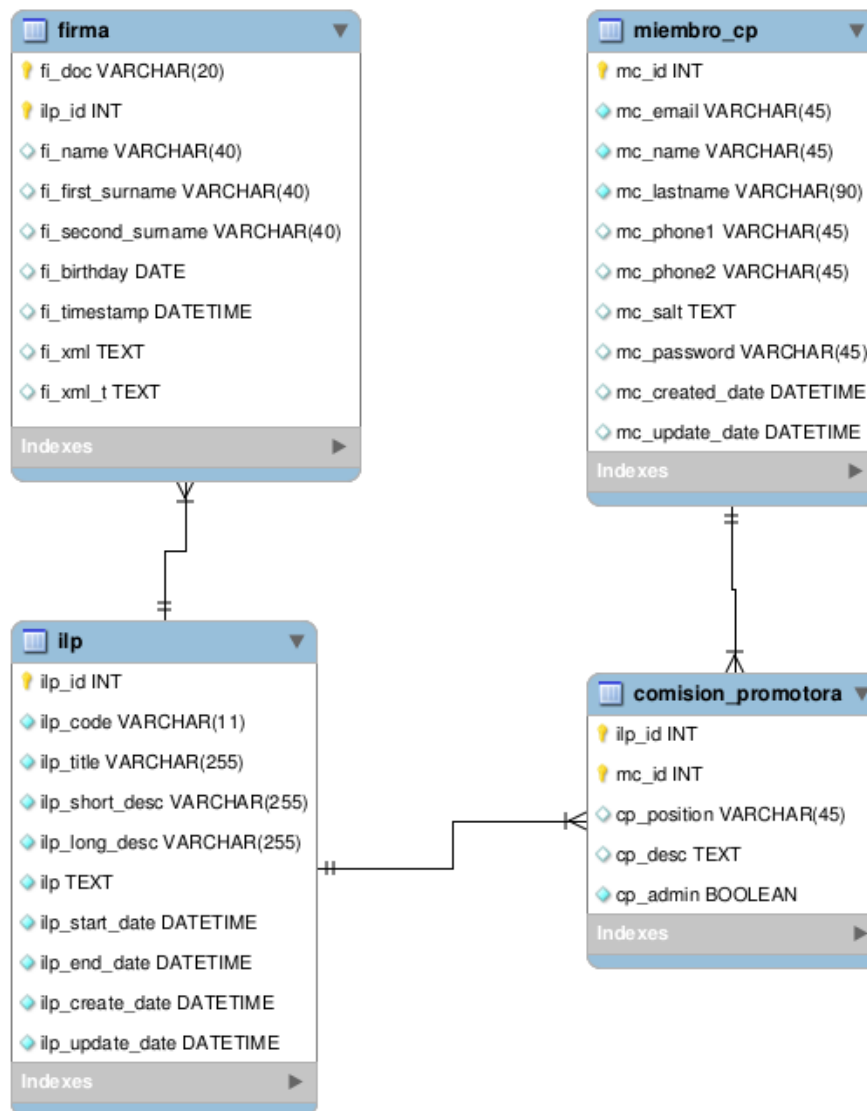 firma
fi_doc VARCHAR(20)
ilp_id INT
fi_name VARCHAR(40)
fi_first_surname VARCHAR(40)
fi_second_surname VARCHAR(40)
fi_birthday DATE
fi_timestamp DATETIME
fi_xml TEXT
fi_xml_t TEXT
Indexes
miembro_cp
mc_id INT
mc_email VARCHAR(45)
mc_name VARCHAR(45)
mc_lastname VARCHAR(90)
mc_phone1 VARCHAR(45)
mc_phone2 VARCHAR(45)
mc_salt TEXT
mc_password VARCHAR(45)
mc_created_date DATETIME
mc_update_date DATETIME
Indexes
ilp
ilp_id INT
ilp_code VARCHAR(11)
ilp_title VARCHAR(255)
ilp_short_desc VARCHAR(255)
ilp_long_desc VARCHAR(255)
ilp TEXT
ilp_start_date DATETIME
ilp_end_date DATETIME
ilp_create_date DATETIME
ilp_update_date DATETIME
Indexes
comision_promotora
ilp_id INT
mc_id INT
cp_position VARCHAR(45)
cp_desc TEXT
cp_admin BOOLEAN
Indexes